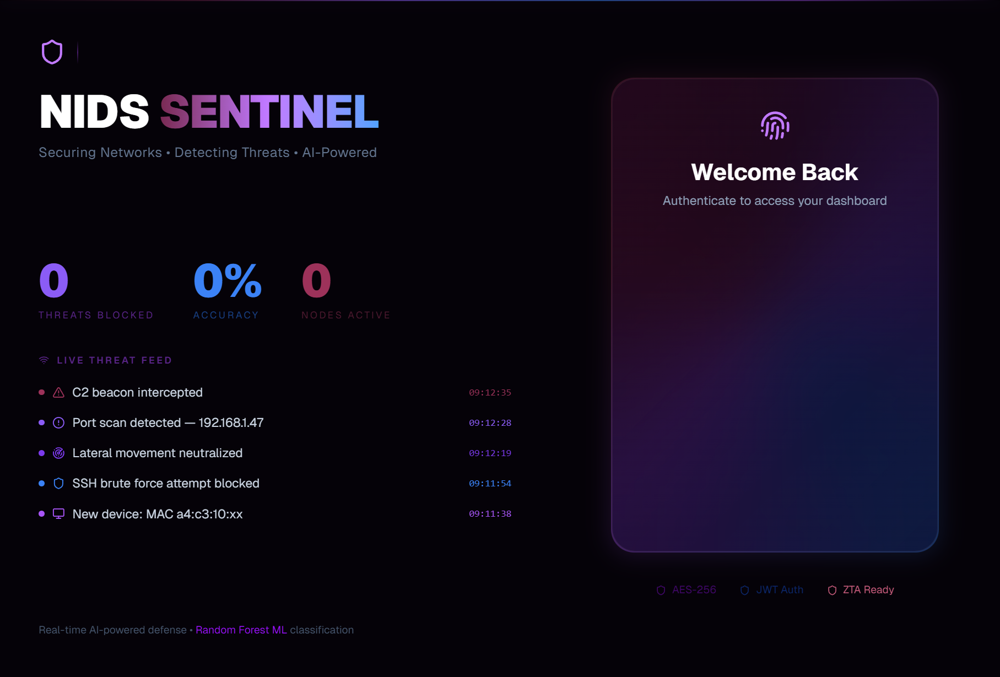 NIDS SENTINEL
Securing Networks • Detecting Threats • AI-Powered
0
THREATS BLOCKED
0%
ACCURACY
0
NODES ACTIVE
LIVE THREAT FEED
C2 beacon intercepted 09:12:35
Port scan detected — 192.168.1.47 09:12:28
Lateral movement neutralized 09:12:19
SSH brute force attempt blocked 09:11:54
New device: MAC a4:c3:10:xx 09:11:38
Real-time AI-powered defense • Random Forest ML classification
Welcome Back
Authenticate to access your dashboard
AES-256 JWT Auth ZTA Ready